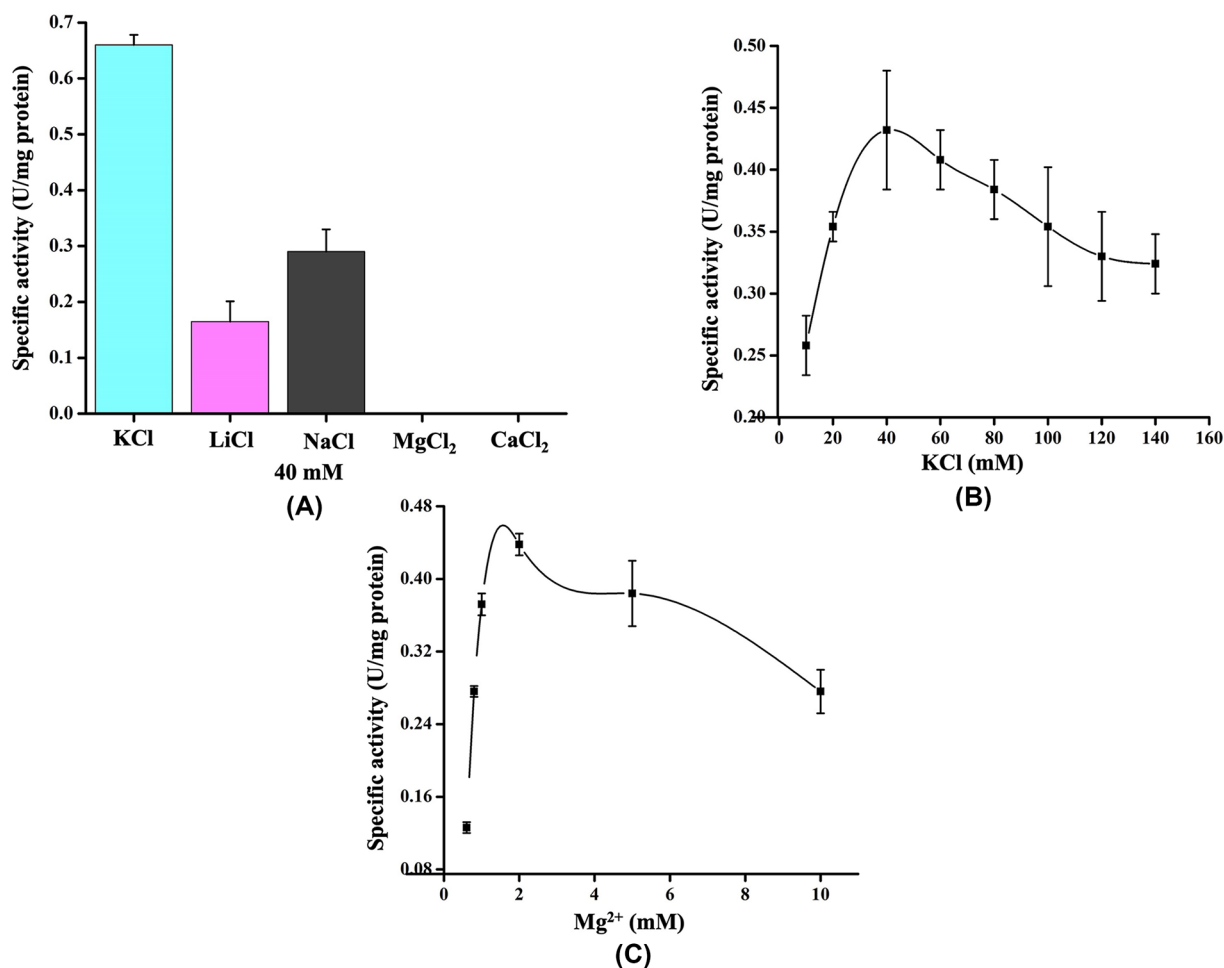 Specific activity (U/mg protein)
0.7
0.6
0.5
0.4
0.3
0.2
0.1
0.0
KCl LiCl NaCl MgCl₂ CaCl₂
40 mM
(A)
Specific activity (U/mg protein)
0.50
0.45
0.40
0.35
0.30
0.25
0.20
0 20 40 60 80 100 120 140 160
KCl (mM)
(B)
Specific activity (U/mg protein)
0.48
0.40
0.32
0.24
0.16
0.08
0 2 4 6 8 10
Mg²⁺ (mM)
(C)